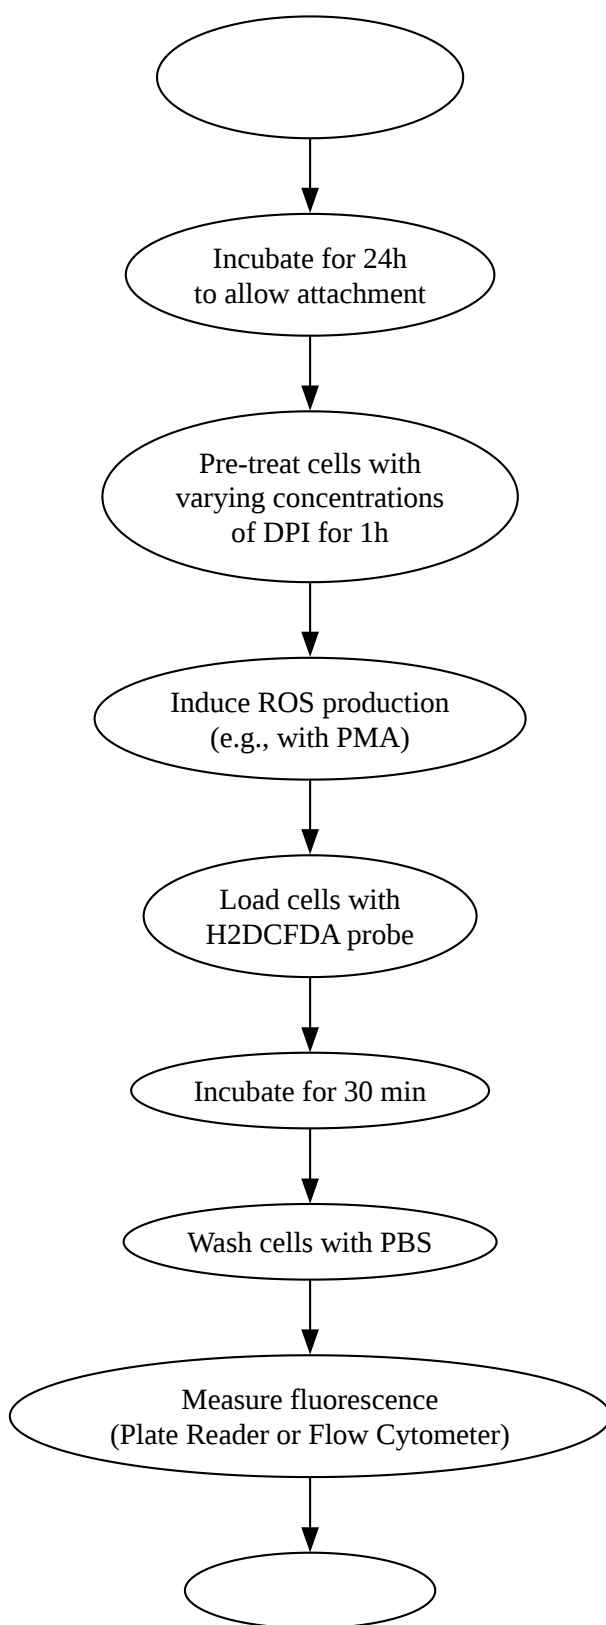 Incubate for 24h
to allow attachment
Pre-treat cells with
varying concentrations
of DPI for 1h
Induce ROS production
(e.g., with PMA)
Load cells with
H2DCFDA probe
Incubate for 30 min
Wash cells with PBS
Measure fluorescence
(Plate Reader or Flow Cytometer)